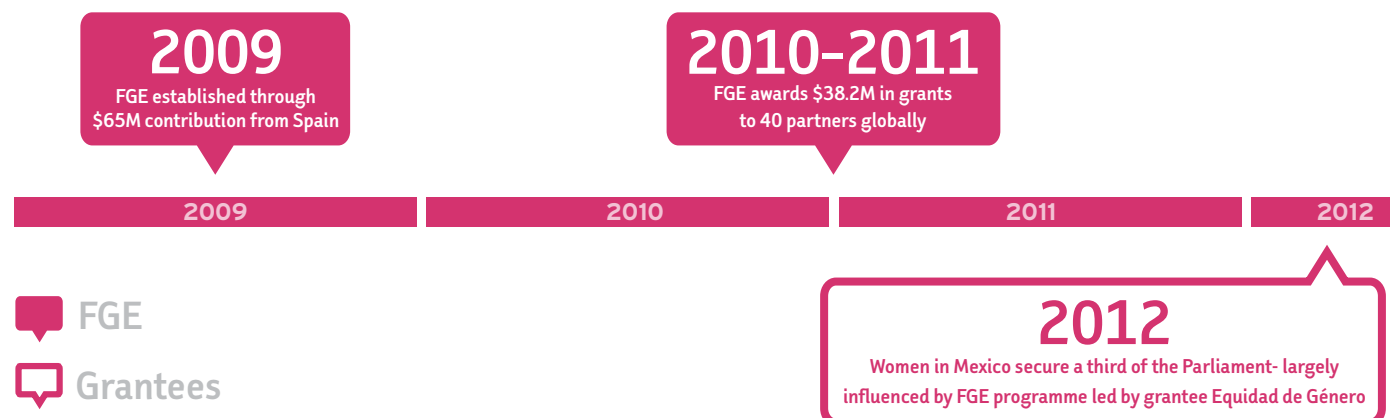 2009
FGE established through
$65M contribution from Spain
2010–2011
FGE awards $38.2M in grants
to 40 partners globally
2009
2010
2011
2012
FGE
Grantees
2012
Women in Mexico secure a third of the Parliament- largely
influenced by FGE programme led by grantee Equidad de Género